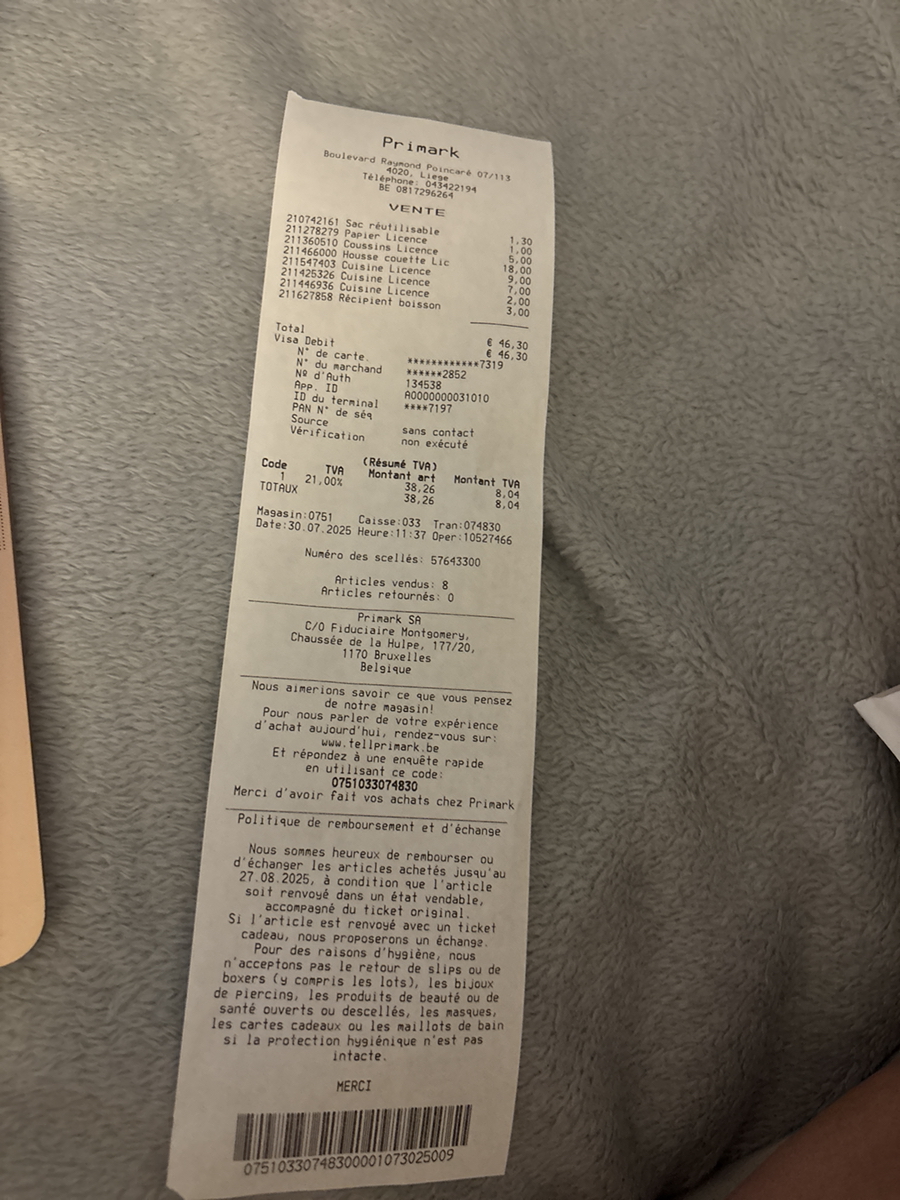 Primark
Boulevard Raymond Poincaré 07/113
4020, Liege
Téléphone: 043422194
BE 0817296264
VENTE
210742161 Sac réutilisable 1,30
211278279 Papier Licence 1,00
211360510 Coussins Licence 5,00
211466000 Housse couette Lic 18,00
211547403 Cuisine Licence 9,00
211425326 Cuisine Licence 7,00
211446936 Cuisine Licence 2,00
211627858 Récipient boisson 3,00
Total € 46,30
Visa Debit € 46,30
N° de carte. ************7319
N° du marchand ******2852
Nº d'Auth 134538
App. ID A0000000031010
ID du terminal ****7197
PAN N° de séq
Source sans contact
Vérification non exécuté
(Résumé TVA)
Code TVA Montant art Montant TVA
1 21,00% 38,26 8,04
TOTAUX 38,26 8,04
Magasin:0751 Caisse:033 Tran:074830
Date:30.07.2025 Heure:11:37 Oper:10527466
Numéro des scellés: 57643300
Articles vendus: 8
Articles retournés: 0
Primark SA
C/O Fiduciaire Montgomery,
Chaussée de la Hulpe, 177/20,
1170 Bruxelles
Belgique
Nous aimerions savoir ce que vous pensez
de notre magasin!
Pour nous parler de votre expérience
d'achat aujourd'hui, rendez-vous sur:
www.tellprimark.be
Et répondez à une enquête rapide
en utilisant ce code:
0751033074830
Merci d'avoir fait vos achats chez Primark
Politique de remboursement et d'échange
Nous sommes heureux de rembourser ou
d'échanger les articles achetés jusqu'au
27.08.2025, à condition que l'article
soit renvoyé dans un état vendable,
accompagné du ticket original.
Si l'article est renvoyé avec un ticket
cadeau, nous proposerons un échange.
Pour des raisons d'hygiène, nous
n'acceptons pas le retour de slips ou de
boxers (y compris les lots), les bijoux
de piercing, les produits de beauté ou de
santé ouverts ou descellés, les masques,
les cartes cadeaux ou les maillots de bain
si la protection hygiénique n'est pas
intacte.
MERCI
07510330748300001073025009